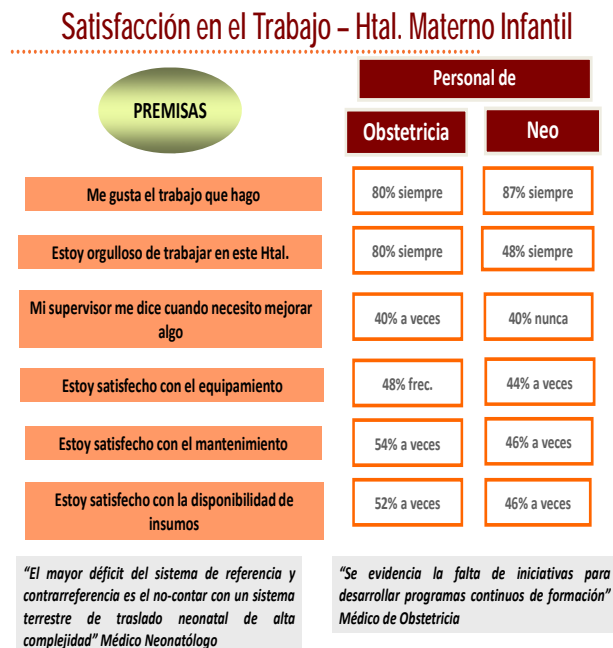 Satisfacción en el Trabajo – Htal. Materno Infantil
PREMISAS
Personal de
Obstetricia
Neo
Me gusta el trabajo que hago
80% siempre
87% siempre
Estoy orgulloso de trabajar en este Htal.
80% siempre
48% siempre
Mi supervisor me dice cuando necesito mejorar
algo
40% a veces
40% nunca
Estoy satisfecho con el equipamiento
48% frec.
44% a veces
Estoy satisfecho con el mantenimiento
54% a veces
46% a veces
Estoy satisfecho con la disponibilidad de
insumos
52% a veces
46% a veces
“El mayor déficit del sistema de referencia y
contrarreferencia es el no-contar con un sistema
terrestre de traslado neonatal de alta
complejidad” Médico Neonatólogo
“Se evidencia la falta de iniciativas para
desarrollar programas continuos de formación”
Médico de Obstetricia